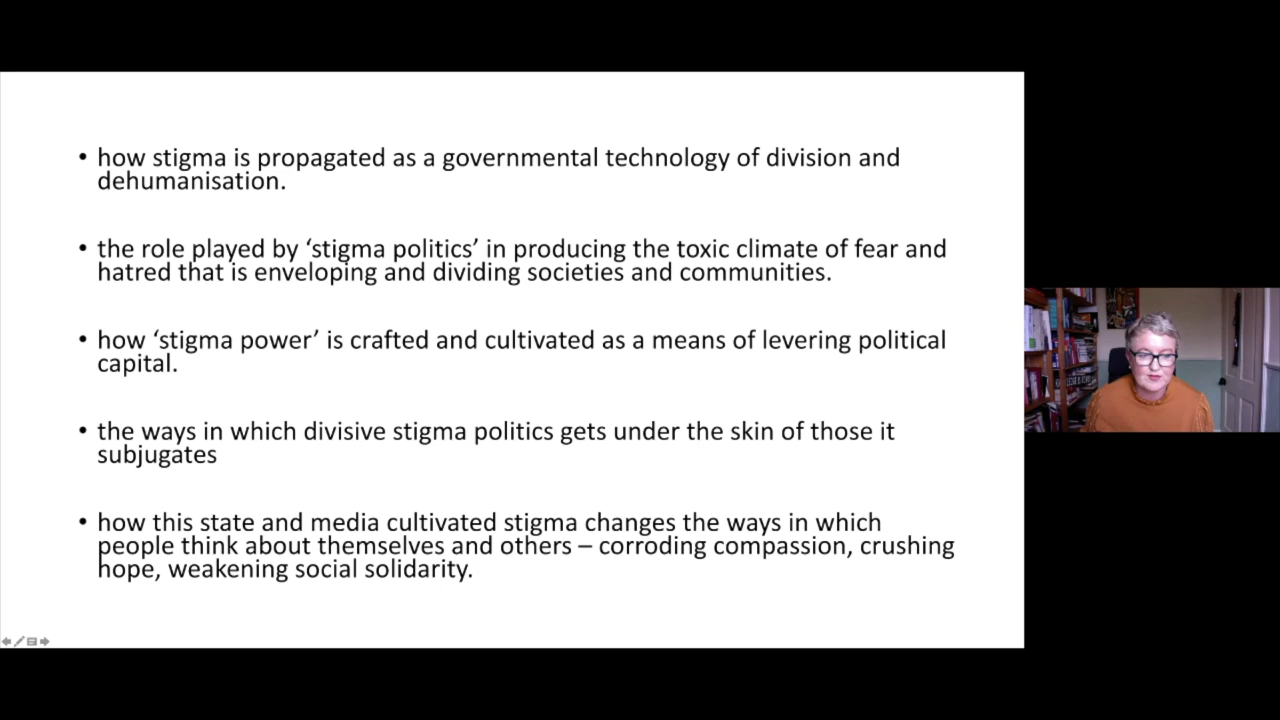 • how stigma is propagated as a governmental technology of division and
dehumanisation.
• the role played by ‘stigma politics’ in producing the toxic climate of fear and
hatred that is enveloping and dividing societies and communities.
• how ‘stigma power’ is crafted and cultivated as a means of levering political
capital.
• the ways in which divisive stigma politics gets under the skin of those it
subjugates
• how this state and media cultivated stigma changes the ways in which
people think about themselves and others – corroding compassion, crushing
hope, weakening social solidarity.